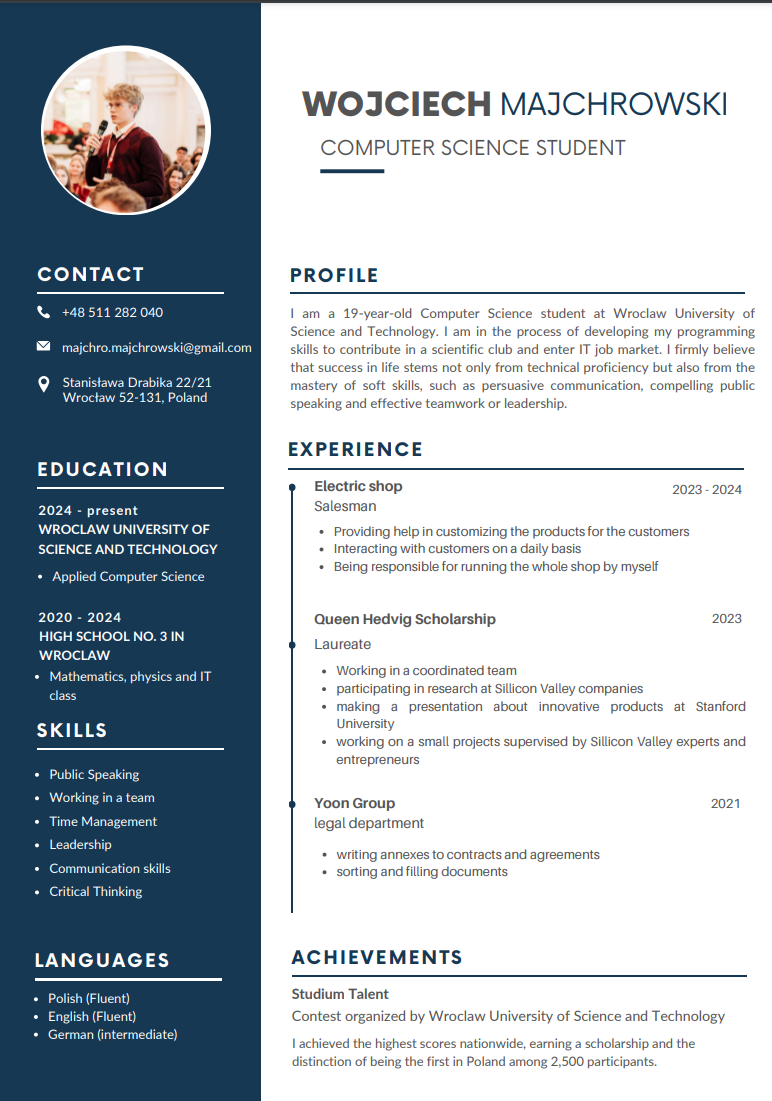 WOJCIECH MAJCHROWSKI
COMPUTER SCIENCE STUDENT
CONTACT
+48 511 282 040
majchro.majchrowski@gmail.com
Stanisława Drabika 22/21
Wrocław 52-131, Poland
EDUCATION
2024 - present
WROCLAW UNIVERSITY OF
SCIENCE AND TECHNOLOGY
• Applied Computer Science
2020 - 2024
HIGH SCHOOL NO. 3 IN
WROCLAW
• Mathematics, physics and IT
class
SKILLS
• Public Speaking
• Working in a team
• Time Management
• Leadership
• Communication skills
• Critical Thinking
LANGUAGES
• Polish (Fluent)
• English (Fluent)
• German (intermediate)
PROFILE
I am a 19-year-old Computer Science student at Wroclaw University of
Science and Technology. I am in the process of developing my programming
skills to contribute in a scientific club and enter IT job market. I firmly believe
that success in life stems not only from technical proficiency but also from the
mastery of soft skills, such as persuasive communication, compelling public
speaking and effective teamwork or leadership.
EXPERIENCE
Electric shop 2023 - 2024
Salesman
• Providing help in customizing the products for the customers
• Interacting with customers on a daily basis
• Being responsible for running the whole shop by myself
Queen Hedvig Scholarship 2023
Laureate
• Working in a coordinated team
• participating in research at Sillicon Valley companies
• making a presentation about innovative products at Stanford
University
• working on a small projects supervised by Sillicon Valley experts and
entrepreneurs
Yoon Group 2021
legal department
• writing annexes to contracts and agreements
• sorting and filling documents
ACHIEVEMENTS
Studium Talent
Contest organized by Wroclaw University of Science and Technology
I achieved the highest scores nationwide, earning a scholarship and the
distinction of being the first in Poland among 2,500 participants.